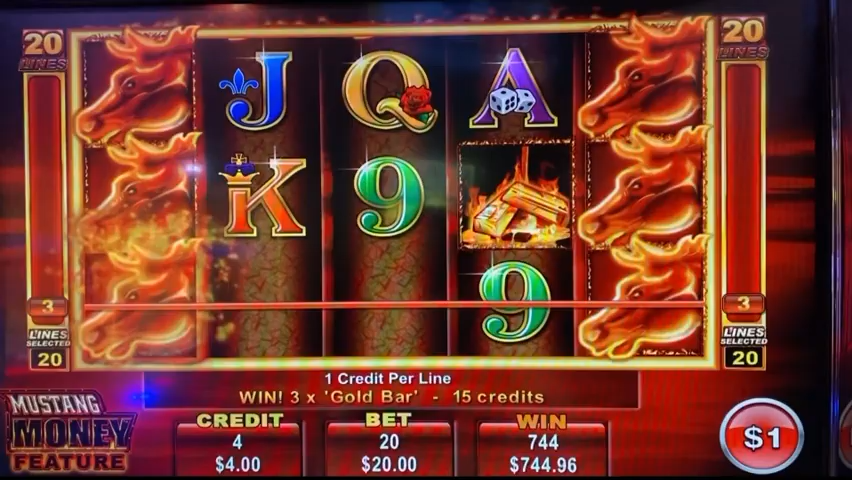 20
LINES
20
LINES
J
Q
A
K
9
9
3
3
LINES
SELECTED
20
LINES
SELECTED
20
1 Credit Per Line
WIN! 3 x 'Gold Bar' - 15 credits
MUSTANG
MONEY
FEATURE
CREDIT
4
$4.00
BET
20
$20.00
WIN
744
$744.96
$1